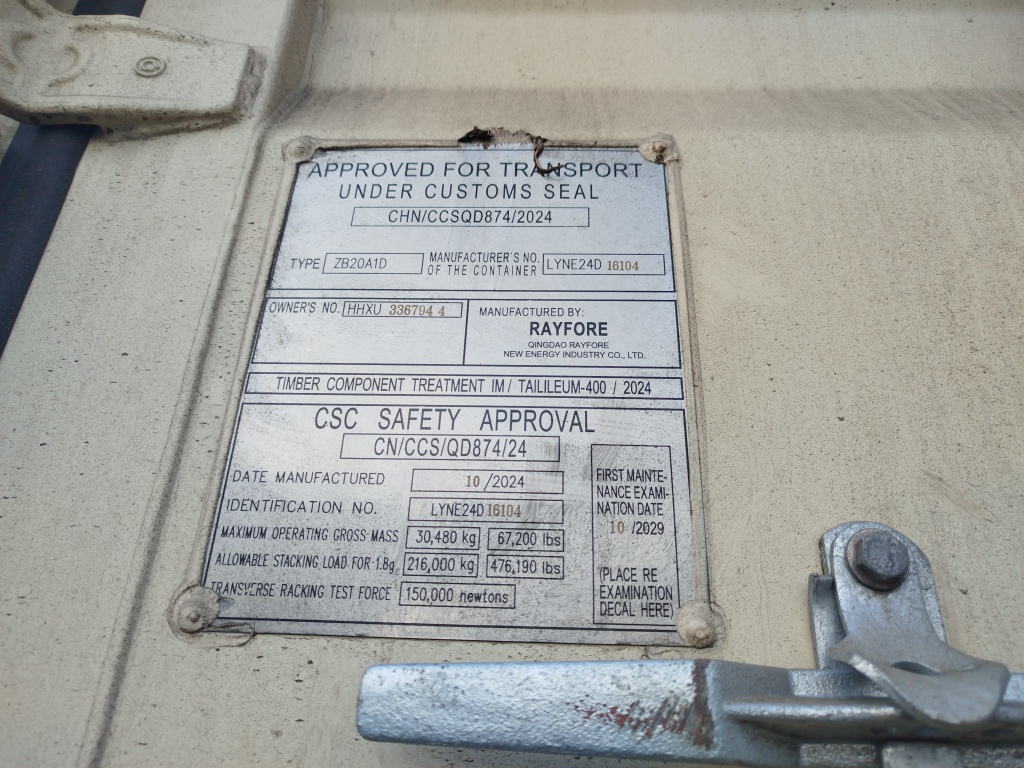 APPROVED FOR TRANSPORT
UNDER CUSTOMS SEAL
CHN/CCSQD874/2024
TYPE ZB20A1D MANUFACTURER'S NO. OF THE CONTAINER LYNE24D 16104
OWNER'S NO. HHXU 336794 4
MANUFACTURED BY:
RAYFORE
QINGDAO RAYFORE
NEW ENERGY INDUSTRY CO., LTD.
TIMBER COMPONENT TREATMENT IM / TAILILEUM-400 / 2024
CSC SAFETY APPROVAL
CN/CCS/QD874/24
DATE MANUFACTURED 10 /2024
IDENTIFICATION NO. LYNE24D 16104
MAXIMUM OPERATING GROSS MASS 30,480 kg 67,200 lbs
ALLOWABLE STACKING LOAD FOR 1.8g 216,000 kg 476,190 lbs
TRANSVERSE RACKING TEST FORCE 150,000 newtons
FIRST MAINTE-
NANCE EXAMI-
NATION DATE
10 /2029
(PLACE RE
EXAMINATION
DECAL HERE)